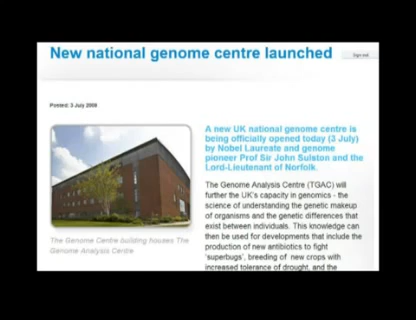 New national genome centre launched
Sign out
Posted: 3 July 2009
A new UK national genome centre is
being officially opened today (3 July)
by Nobel Laureate and genome
pioneer Prof Sir John Sulston and the
Lord-Lieutenant of Norfolk.
The Genome Analysis Centre (TGAC) will
further the UK's capacity in genomics - the
science of understanding the genetic makeup
of organisms and the genetic differences that
exist between individuals. This knowledge can
then be used for developments that include the
production of new antibiotics to fight
'superbugs', breeding of new crops with
increased tolerance of drought, and the
The Genome Centre building houses The
Genome Analysis Centre